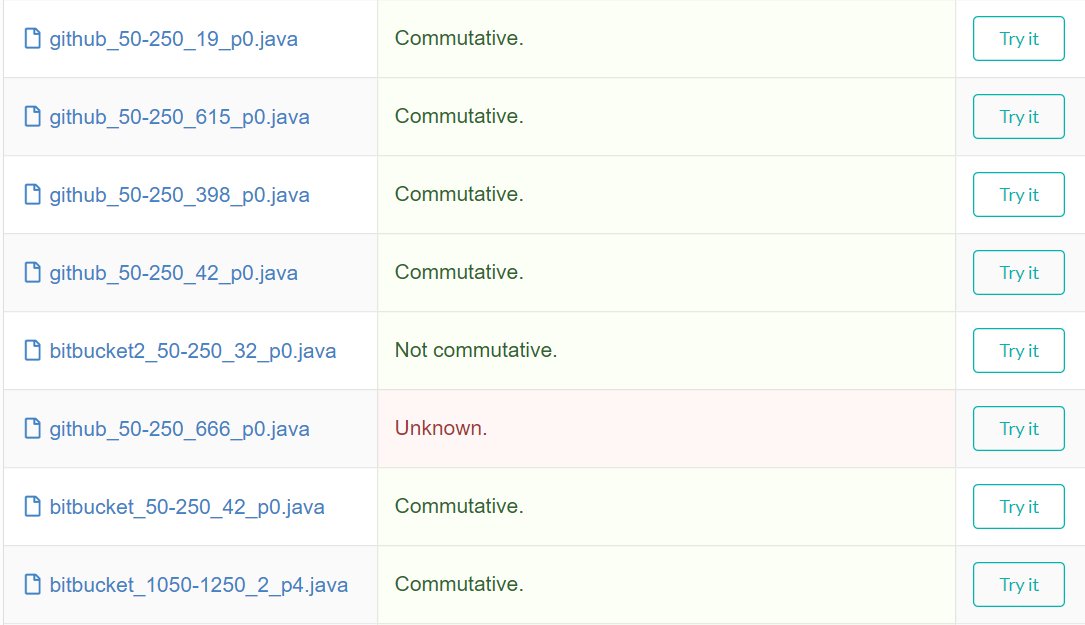 github_50-250_19_p0.java Commutative. Try it
github_50-250_615_p0.java Commutative. Try it
github_50-250_398_p0.java Commutative. Try it
github_50-250_42_p0.java Commutative. Try it
bitbucket2_50-250_32_p0.java Not commutative. Try it
github_50-250_666_p0.java Unknown. Try it
bitbucket_50-250_42_p0.java Commutative. Try it
bitbucket_1050-1250_2_p4.java Commutative. Try it